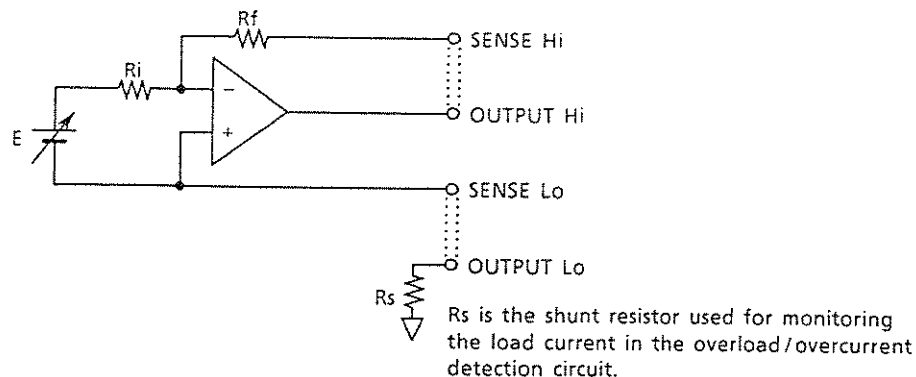 Rf
SENSE Hi
Ri
−
OUTPUT Hi
E
+
SENSE Lo
OUTPUT Lo
Rs
Rs is the shunt resistor used for monitoring
the load current in the overload/overcurrent
detection circuit.